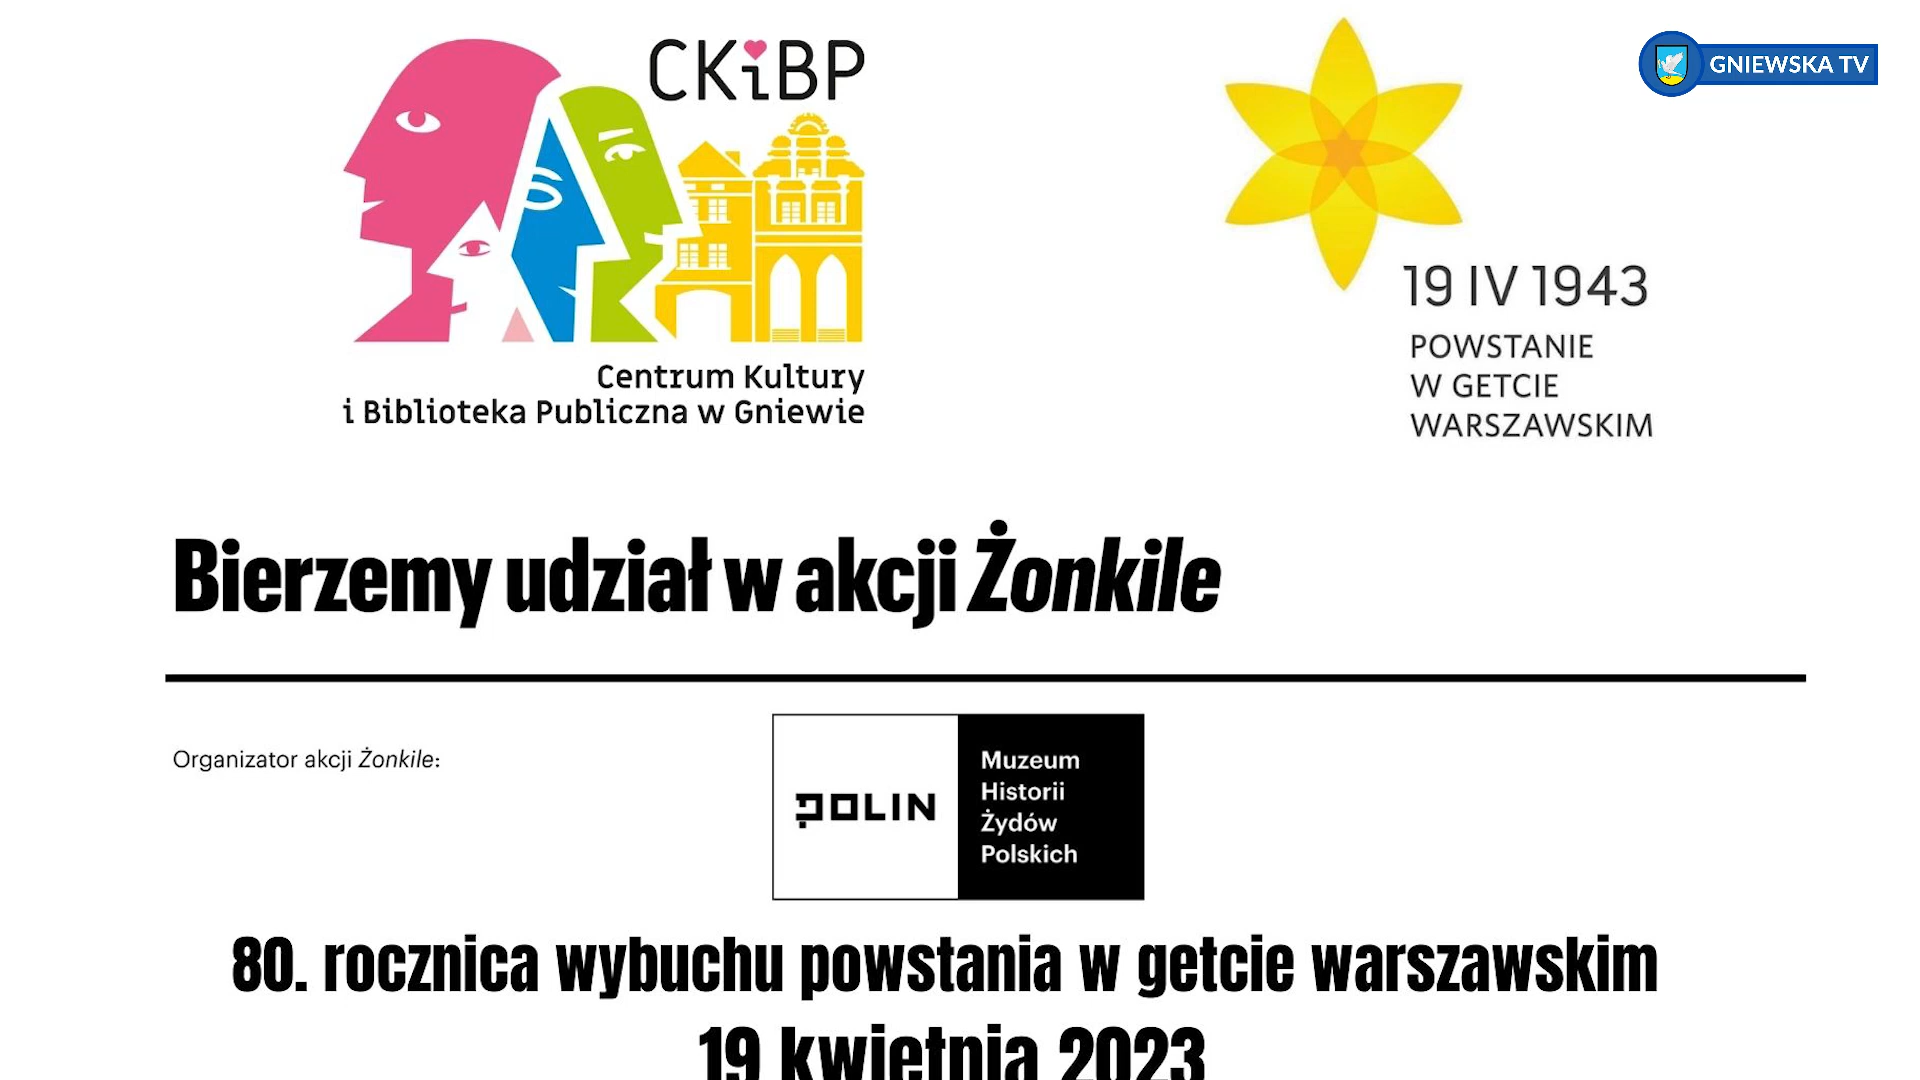 CKiBP
Centrum Kultury
i Biblioteka Publiczna w Gniewie
19 IV 1943
POWSTANIE
W GETCIE
WARSZAWSKIM
GNIEWSKA TV
Bierzemy udział w akcji Żonkile
Organizator akcji Żonkile:
POLIN
Muzeum
Historii
Żydów
Polskich
80. rocznica wybuchu powstania w getcie warszawskim
19 kwietnia 2023